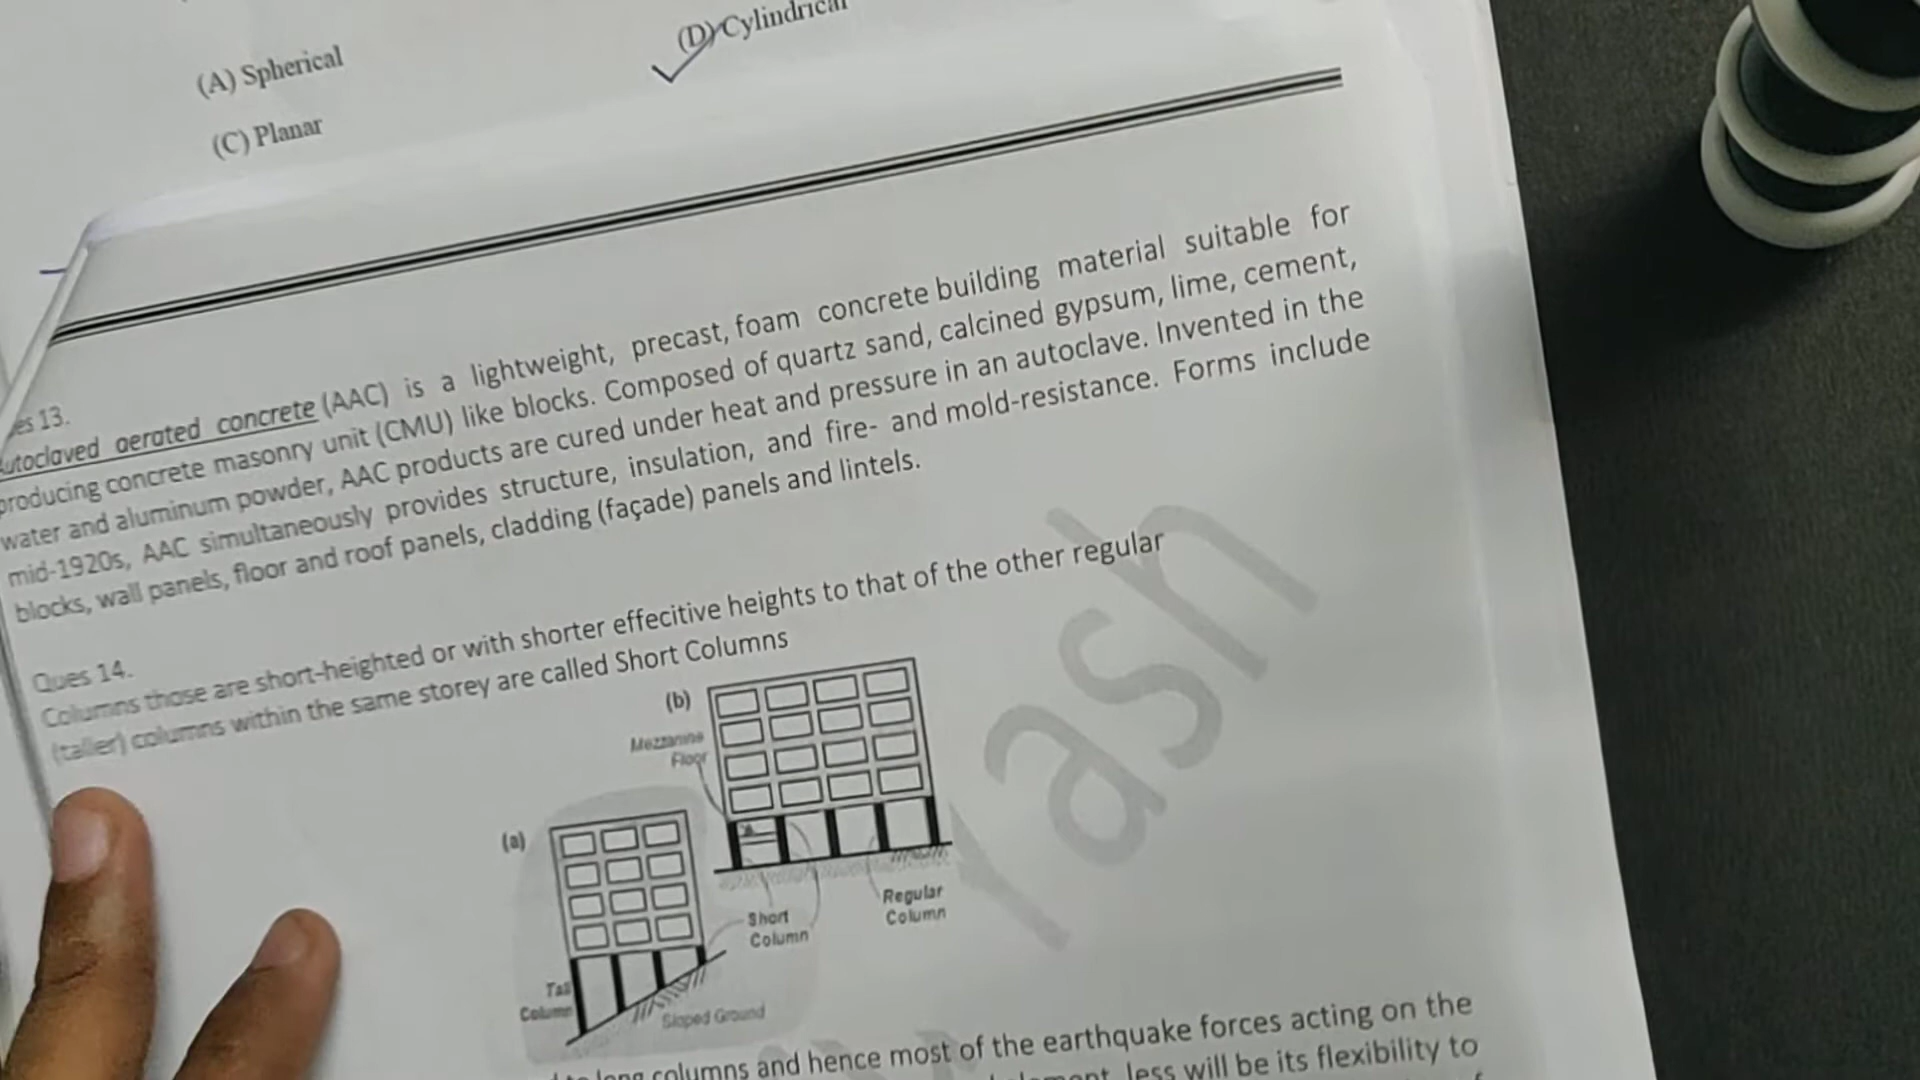 (D) Cylindrical
(A) Spherical
(C) Planar
es 13.
utoclaved aerated concrete (AAC) is a lightweight, precast, foam concrete building material suitable for
producing concrete masonry unit (CMU) like blocks. Composed of quartz sand, calcined gypsum, lime, cement,
water and aluminum powder, AAC products are cured under heat and pressure in an autoclave. Invented in the
mid-1920s, AAC simultaneously provides structure, insulation, and fire- and mold-resistance. Forms include
blocks, wall panels, floor and roof panels, cladding (façade) panels and lintels.
Ques 14.
Columns those are short-heighted or with shorter effecitive heights to that of the other regular
(taller) columns within the same storey are called Short Columns
(b)
Mezzanine
Floor
(a)
Short
Column
Regular
Column
Tall
Column
Sloped Ground
long columns and hence most of the earthquake forces acting on the
less will be its flexibility to
Yash